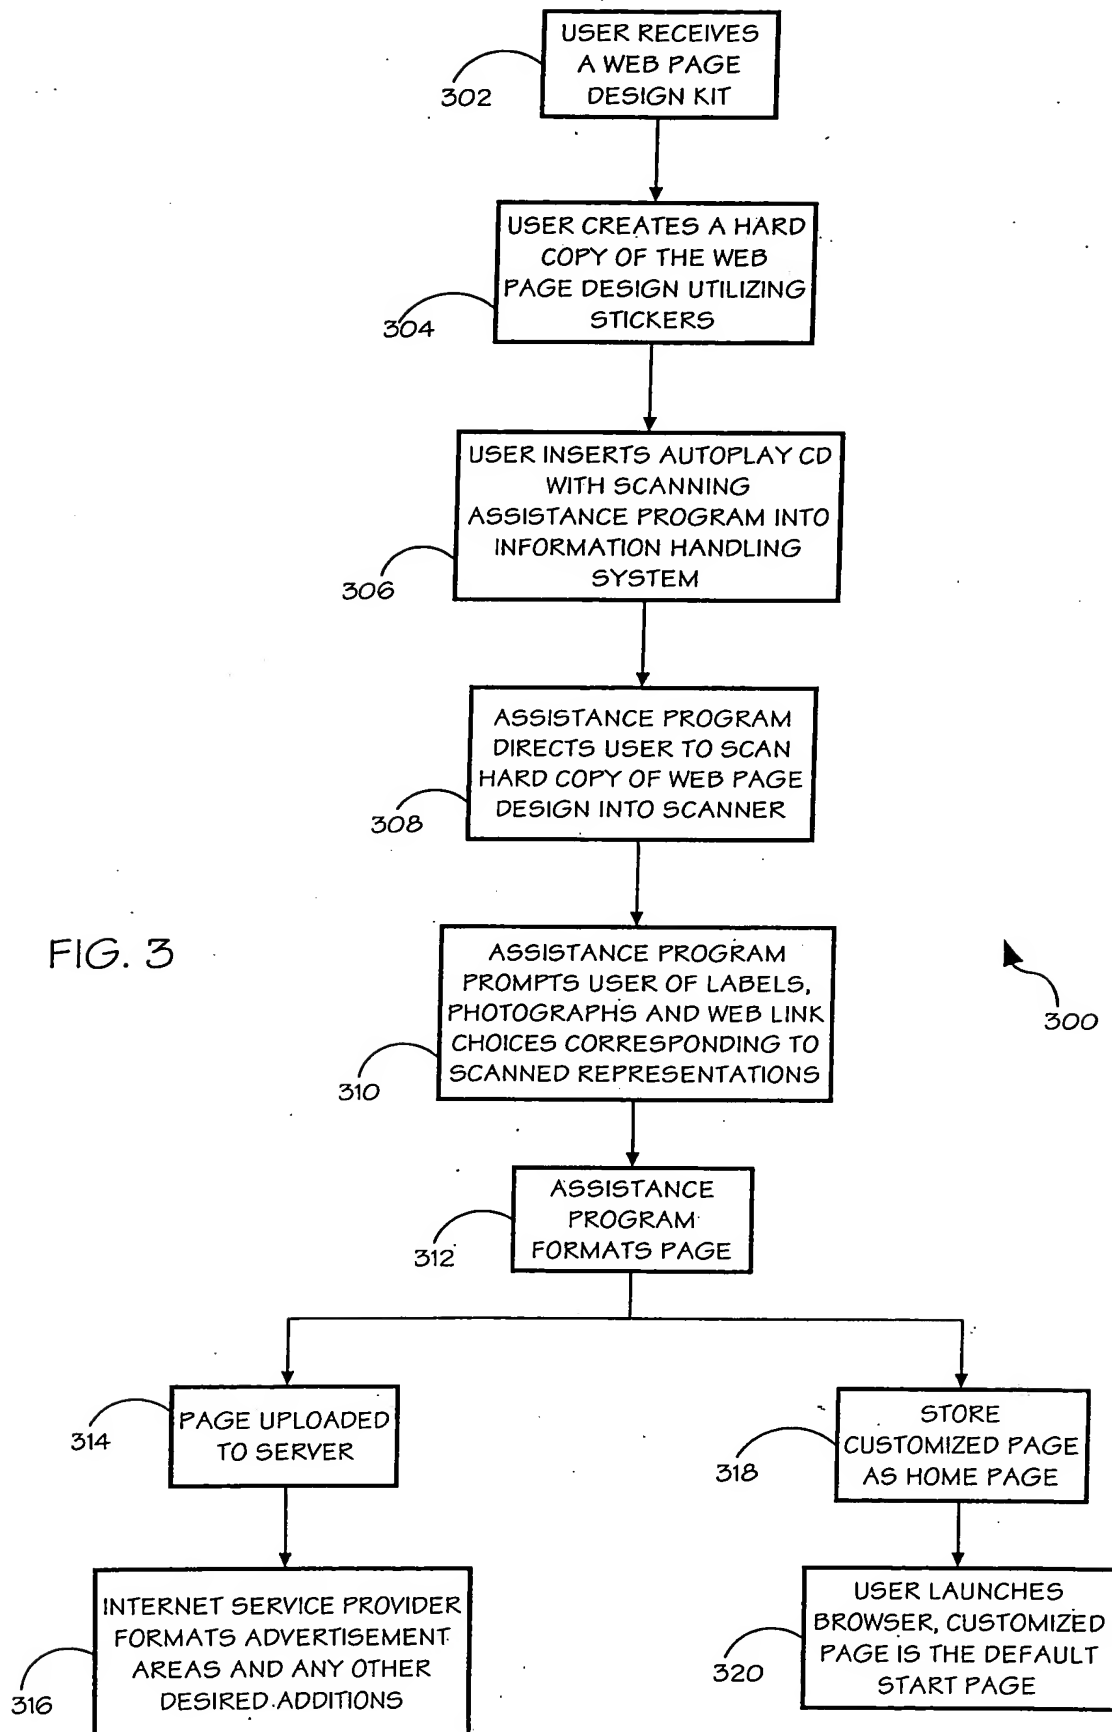 USER RECEIVES
A WEB PAGE
DESIGN KIT
302
USER CREATES A HARD
COPY OF THE WEB
PAGE DESIGN UTILIZING
STICKERS
304
USER INSERTS AUTOPLAY CD
WITH SCANNING
ASSISTANCE PROGRAM INTO
INFORMATION HANDLING
SYSTEM
306
ASSISTANCE PROGRAM
DIRECTS USER TO SCAN
HARD COPY OF WEB PAGE
DESIGN INTO SCANNER
308
FIG. 3
ASSISTANCE PROGRAM
PROMPTS USER OF LABELS,
PHOTOGRAPHS AND WEB LINK
CHOICES CORRESPONDING TO
SCANNED REPRESENTATIONS
310
300
ASSISTANCE
PROGRAM
FORMATS PAGE
312
PAGE UPLOADED
TO SERVER
314
STORE
CUSTOMIZED PAGE
AS HOME PAGE
318
INTERNET SERVICE PROVIDER
FORMATS ADVERTISEMENT
AREAS AND ANY OTHER
DESIRED ADDITIONS
316
USER LAUNCHES
BROWSER, CUSTOMIZED
PAGE IS THE DEFAULT
START PAGE
320